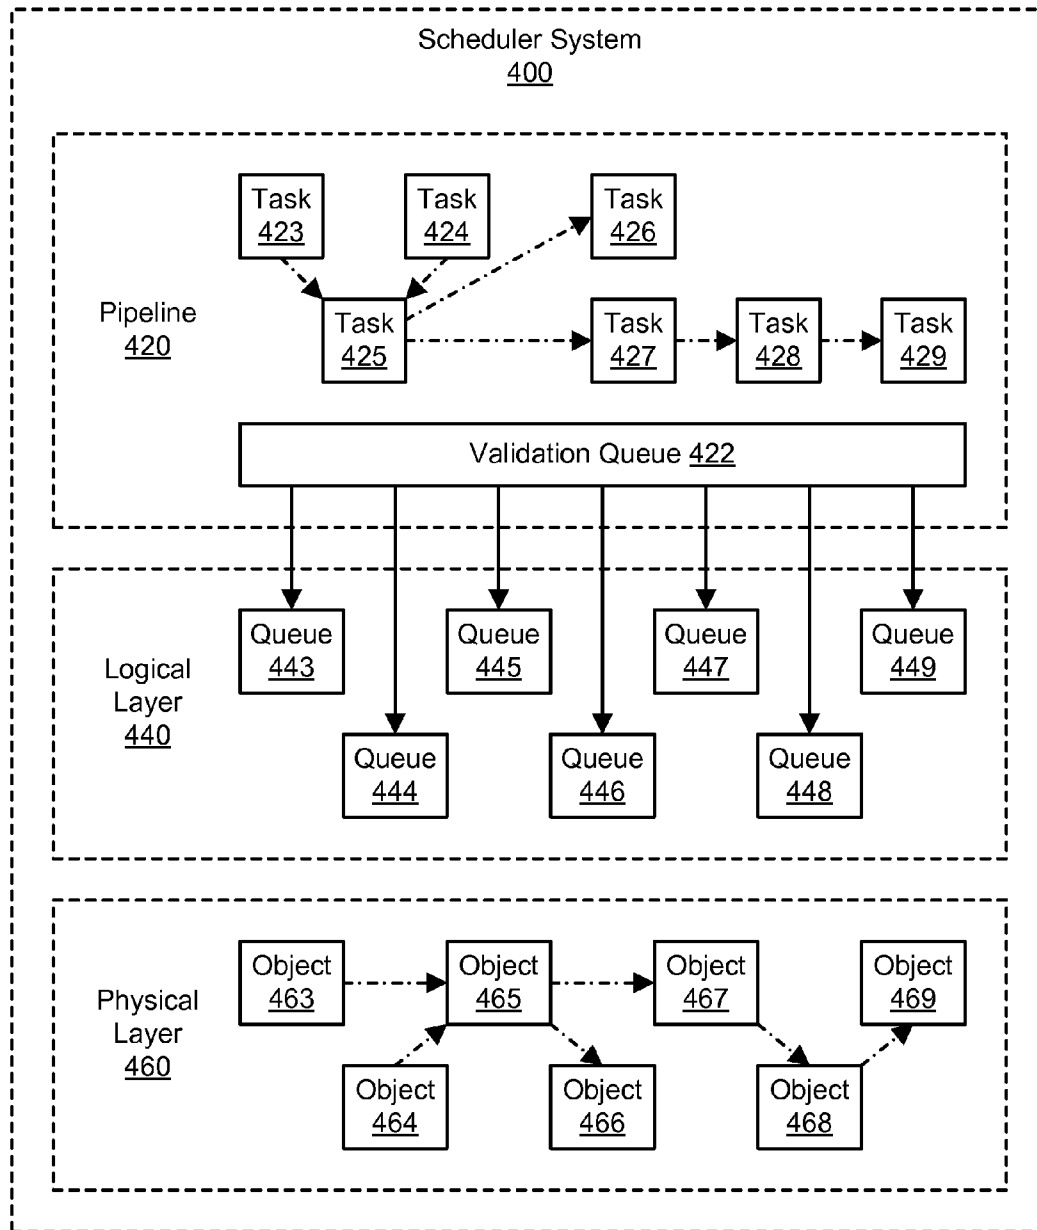 Scheduler System
400
Task
423
Task
424
Task
426
Pipeline
420
Task
425
Task
427
Task
428
Task
429
Validation Queue 422
Logical
Layer
440
Queue
443
Queue
445
Queue
447
Queue
449
Queue
444
Queue
446
Queue
448
Physical
Layer
460
Object
463
Object
465
Object
467
Object
469
Object
464
Object
466
Object
468